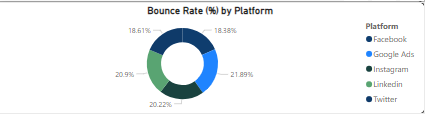 Bounce Rate (%) by Platform
18.61%
18.38%
20.9%
21.89%
20.22%
Platform
Facebook
Google Ads
Instagram
Linkedin
Twitter